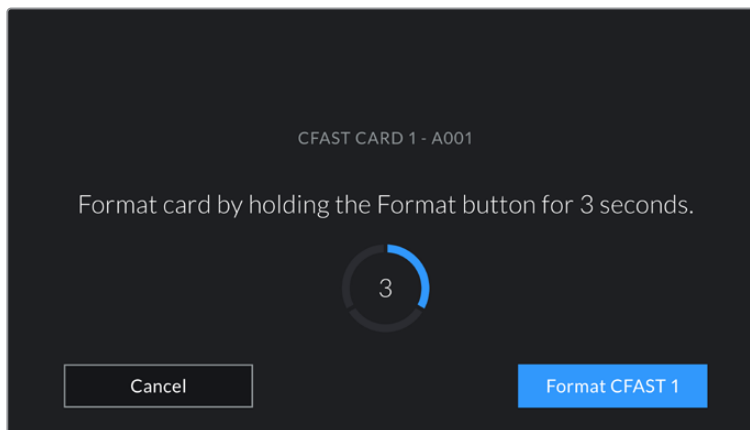 CFAST CARD 1 - A001
Format card by holding the Format button for 3 seconds.
3
Cancel
Format CFAST 1